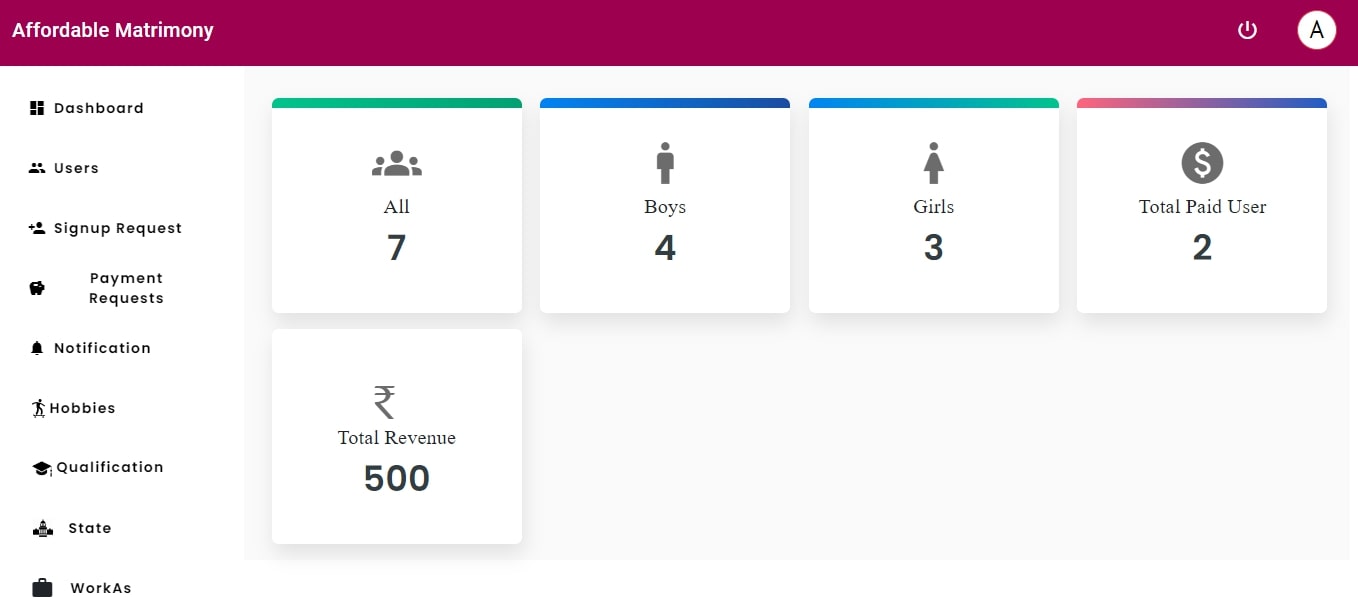 Affordable Matrimony
A
Dashboard
Users
Signup Request
Payment
Requests
Notification
Hobbies
Qualification
State
WorkAs
All
7
Boys
4
Girls
3
Total Paid User
2
₹
Total Revenue
500